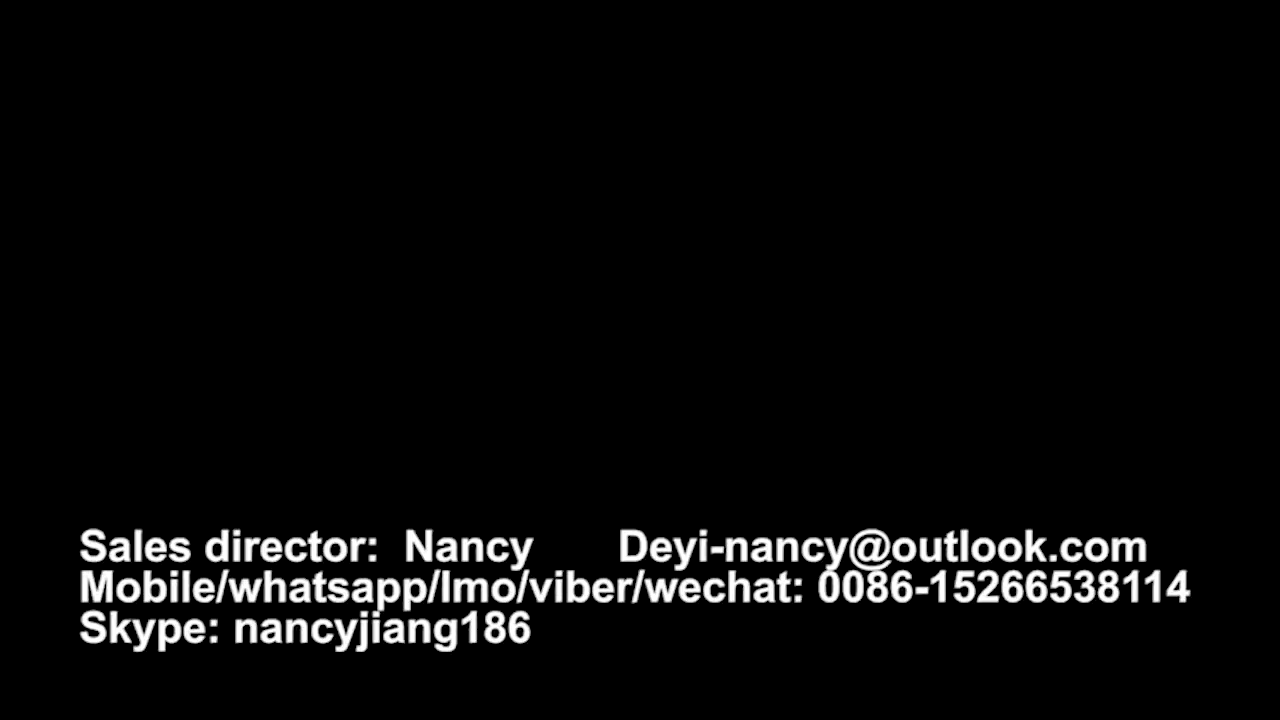 Sales director: Nancy Deyi-nancy@outlook.com
Mobile/whatsapp/Imo/viber/wechat: 0086-15266538114
Skype: nancyjiang186